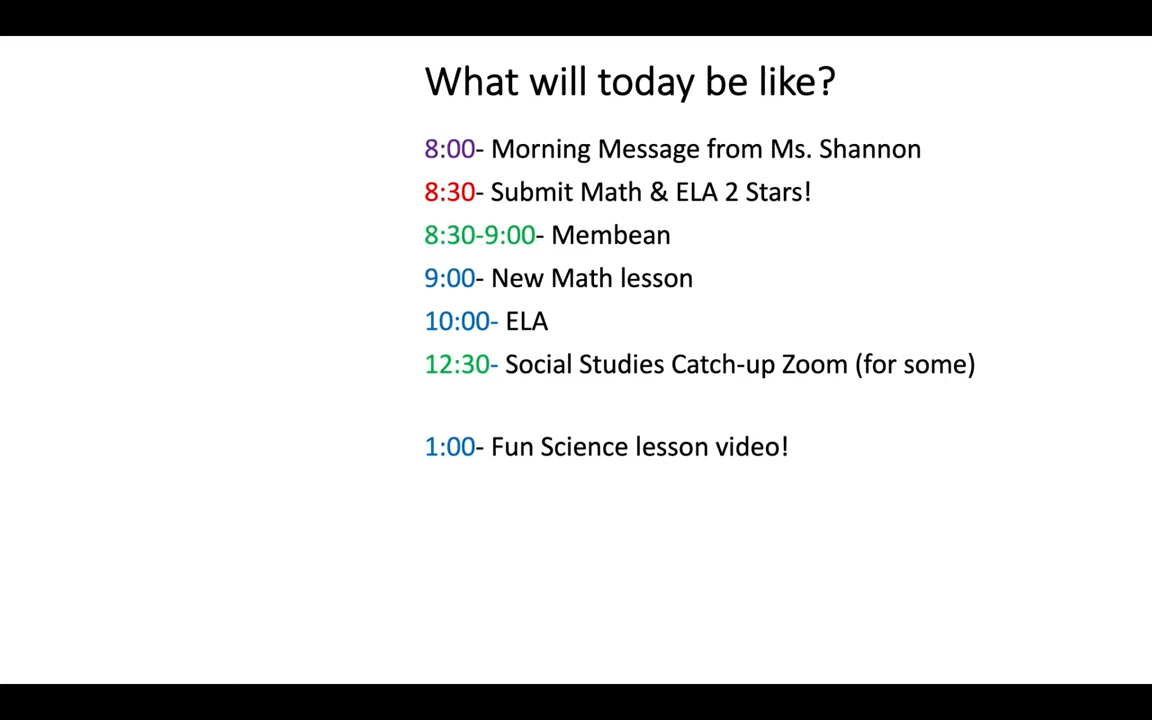 What will today be like?
8:00- Morning Message from Ms. Shannon
8:30- Submit Math & ELA 2 Stars!
8:30-9:00- Membean
9:00- New Math lesson
10:00- ELA
12:30- Social Studies Catch-up Zoom (for some)
1:00- Fun Science lesson video!